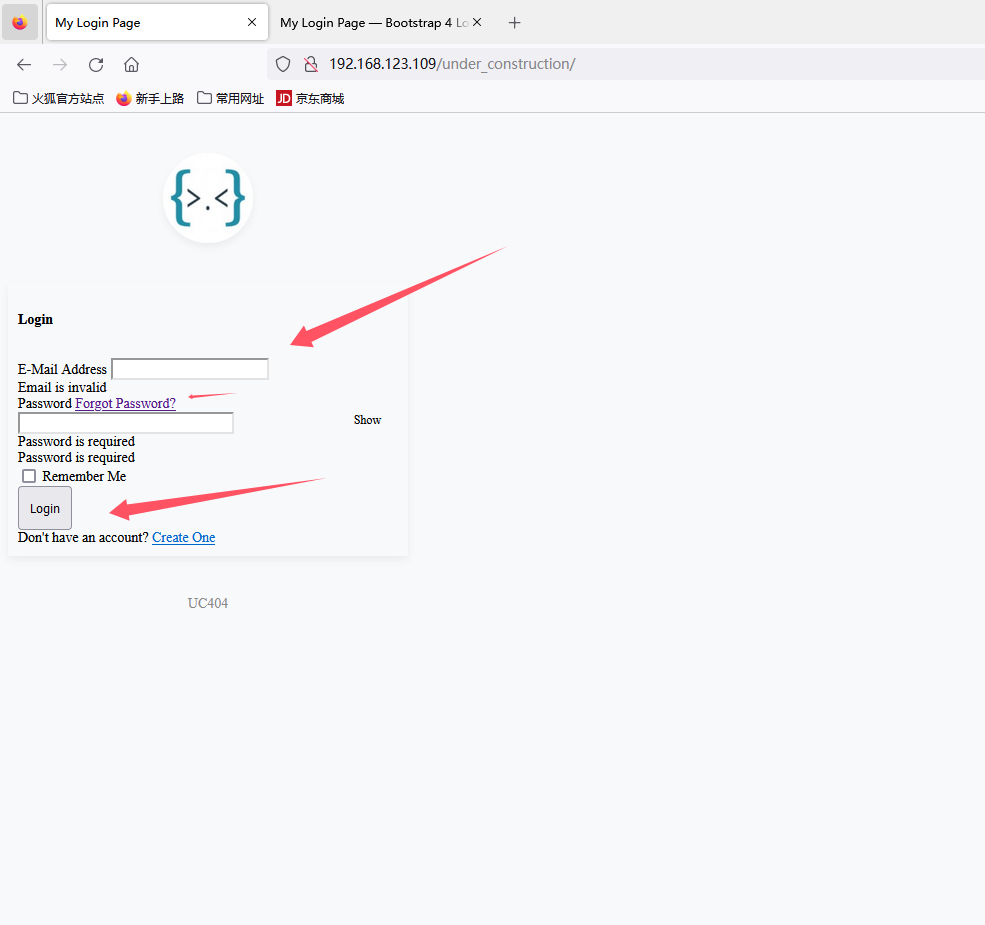 My Login Page
My Login Page — Bootstrap 4 Lo
192.168.123.109/under_construction/
火狐官方站点 新手上路 常用网址 JD 京东商城
{>.<}
Login
E-Mail Address
Email is invalid
Password Forgot Password?
Show
Password is required
Password is required
Remember Me
Login
Don't have an account? Create One
UC404